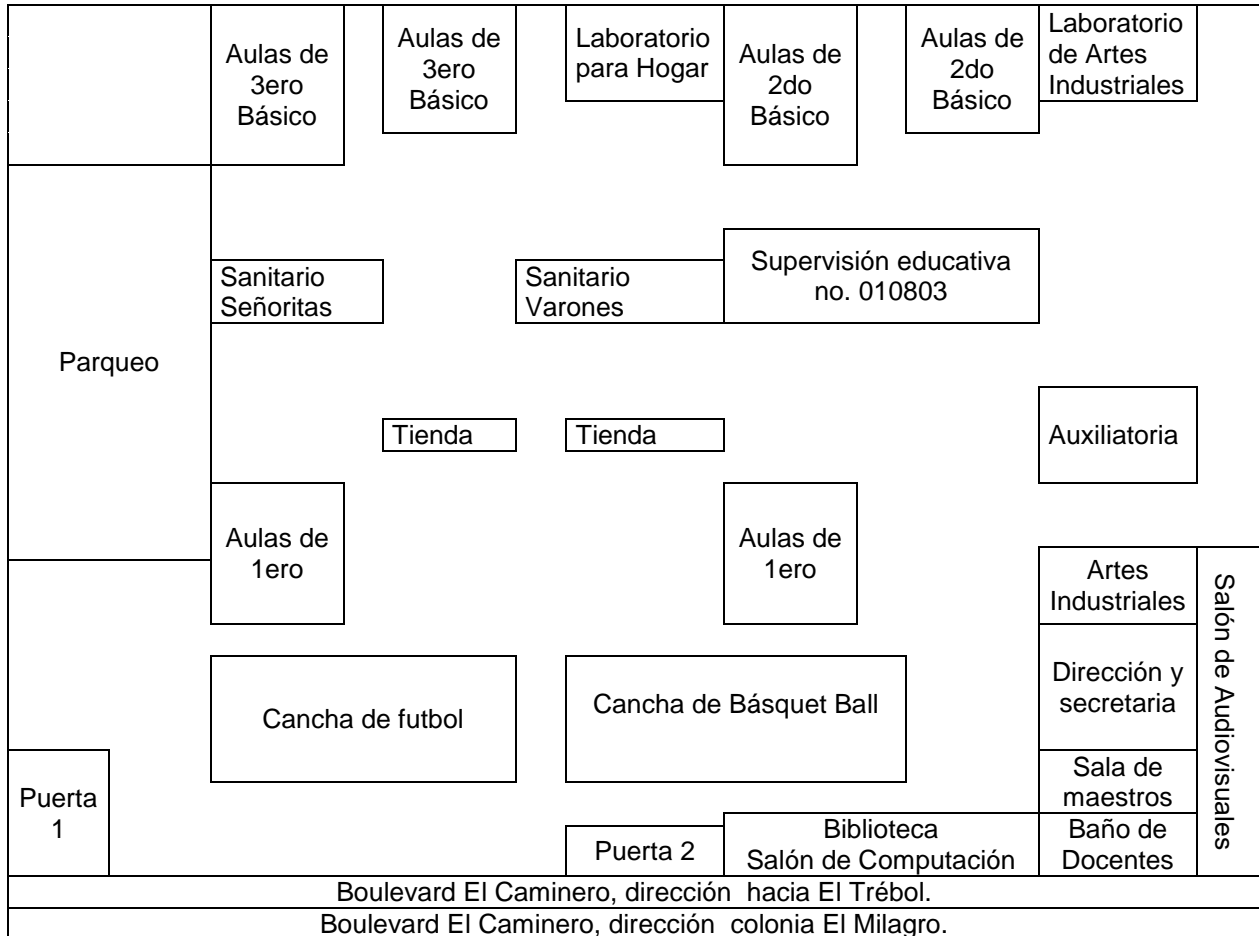 Aulas de
3ero
Básico
Aulas de
3ero
Básico
Laboratorio
para Hogar
Aulas de
2do
Básico
Aulas de
2do
Básico
Laboratorio
de Artes
Industriales
Parqueo
Sanitario
Señoritas
Sanitario
Varones
Supervisión educativa
no. 010803
Tienda
Tienda
Auxiliatoria
Aulas de
1ero
Aulas de
1ero
Artes
Industriales
Salón de Audiovisuales
Cancha de futbol
Cancha de Básquet Ball
Dirección y
secretaria
Puerta
1
Sala de
maestros
Puerta 2
Biblioteca
Salón de Computación
Baño de
Docentes
Boulevard El Caminero, dirección  hacia El Trébol.
Boulevard El Caminero, dirección  colonia El Milagro.